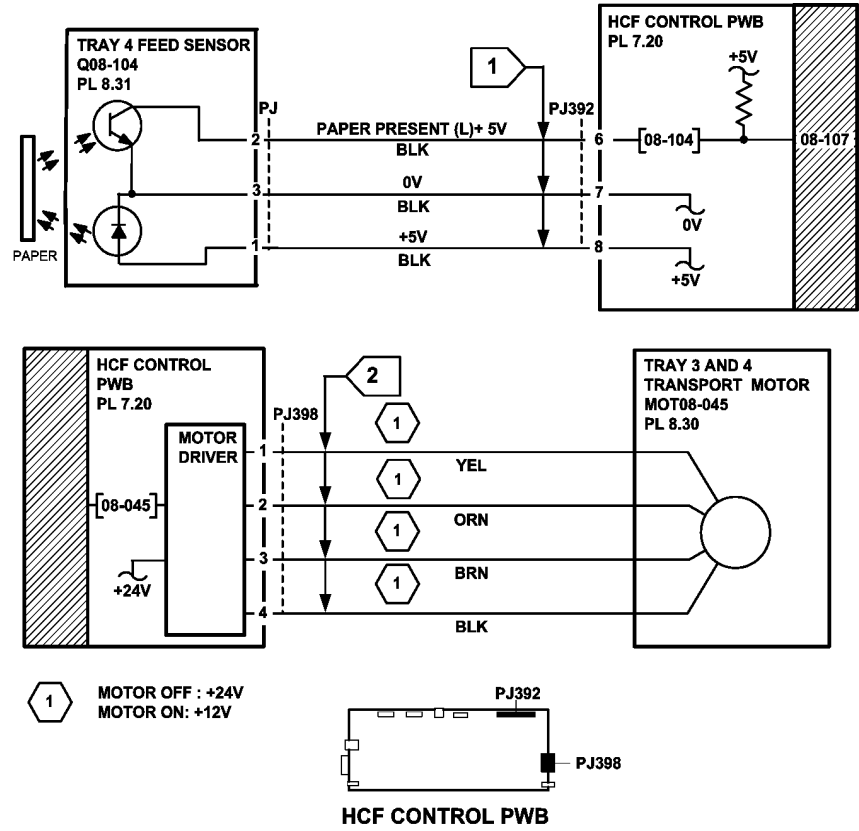 TRAY 4 FEED SENSOR
Q08-104
PL 8.31
HCF CONTROL PWB
PL 7.20
+5V
1
PJ
PJ392
2
PAPER PRESENT (L)+ 5V
BLK
6
08-104
08-107
3
0V
BLK
7
0V
1
+5V
BLK
8
+5V
PAPER
HCF CONTROL
PWB
PL 7.20
2
TRAY 3 AND 4
TRANSPORT MOTOR
MOT08-045
PL 8.30
PJ398
MOTOR
DRIVER
1
1
YEL
1
08-045
2
ORN
1
+24V
3
BRN
1
4
BLK
1
MOTOR OFF : +24V
MOTOR ON: +12V
PJ392
PJ398
HCF CONTROL PWB